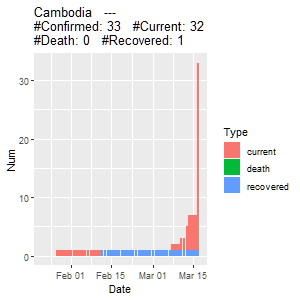 Cambodia   ---
#Confirmed: 33   #Current: 32
#Death: 0   #Recovered: 1
30
20
10
0
Num
Feb 01 Feb 15 Mar 01 Mar 15
Date
Type
current
death
recovered